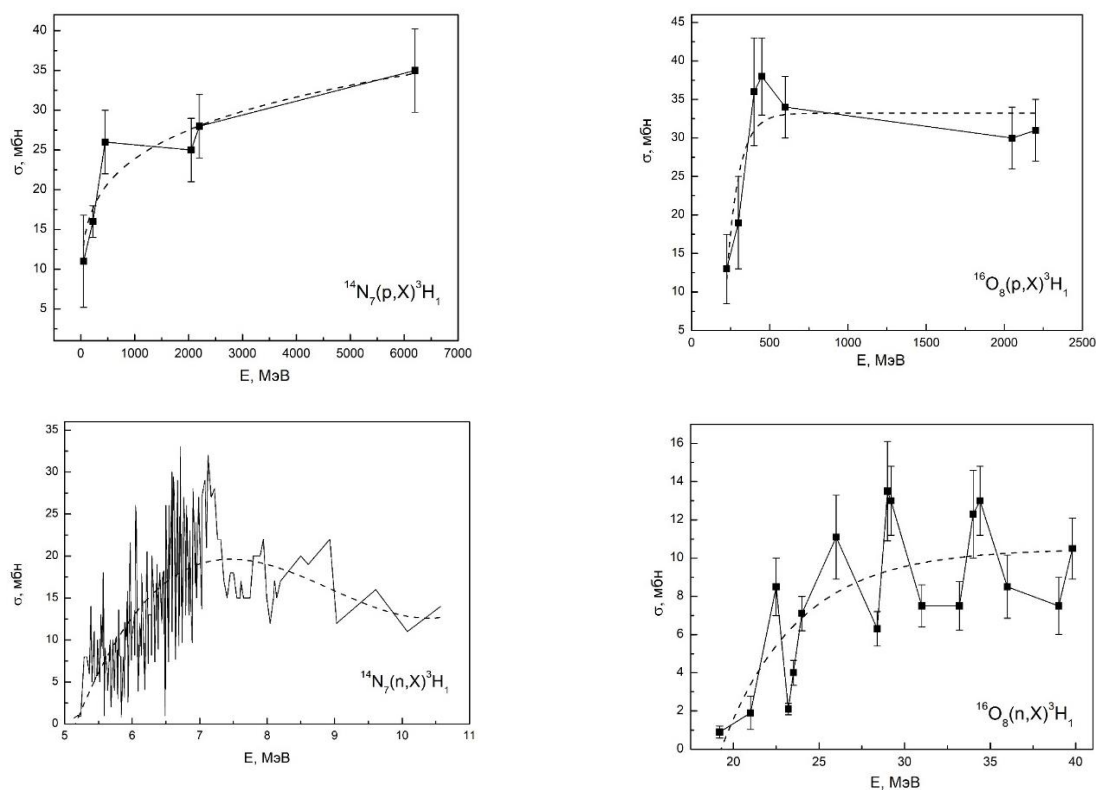 40
35
30
25
20
15
10
5
σ, мбн
0 1000 2000 3000 4000 5000 6000 7000
E, МэВ
¹⁴N₇(p,X)³H₁
45
40
35
30
25
20
15
10
5
σ, мбн
0 500 1000 1500 2000 2500
E, МэВ
¹⁶O₈(p,X)³H₁
35
30
25
20
15
10
5
0
σ, мбн
5 6 7 8 9 10 11
E, МэВ
¹⁴N₇(n,X)³H₁
16
14
12
10
8
6
4
2
0
σ, мбн
20 25 30 35 40
E, МэВ
¹⁶O₈(n,X)³H₁